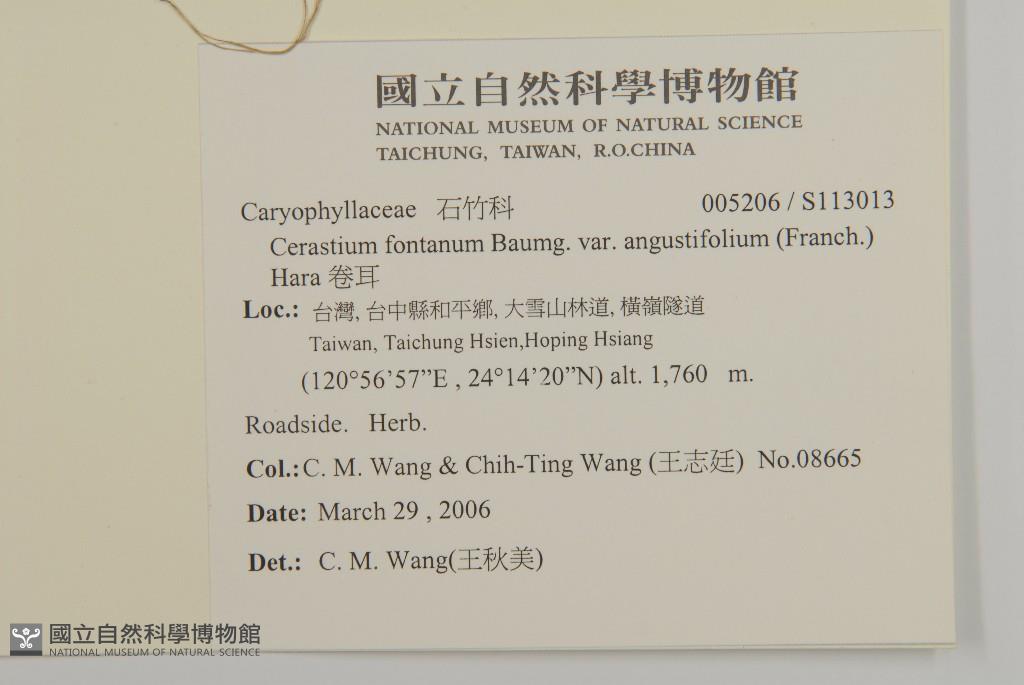 國立自然科學博物館
NATIONAL MUSEUM OF NATURAL SCIENCE
TAICHUNG, TAIWAN, R.O.CHINA
Caryophyllaceae 石竹科 005206 / S113013
Cerastium fontanum Baumg. var. angustifolium (Franch.)
Hara 卷耳
Loc.: 台灣, 台中縣和平鄉, 大雪山林道, 橫嶺隧道
Taiwan, Taichung Hsien,Hoping Hsiang
(120°56’57”E , 24°14’20”N) alt. 1,760 m.
Roadside. Herb.
Col.: C. M. Wang & Chih-Ting Wang (王志廷) No.08665
Date: March 29 , 2006
Det.: C. M. Wang(王秋美)
國立自然科學博物館
NATIONAL MUSEUM OF NATURAL SCIENCE